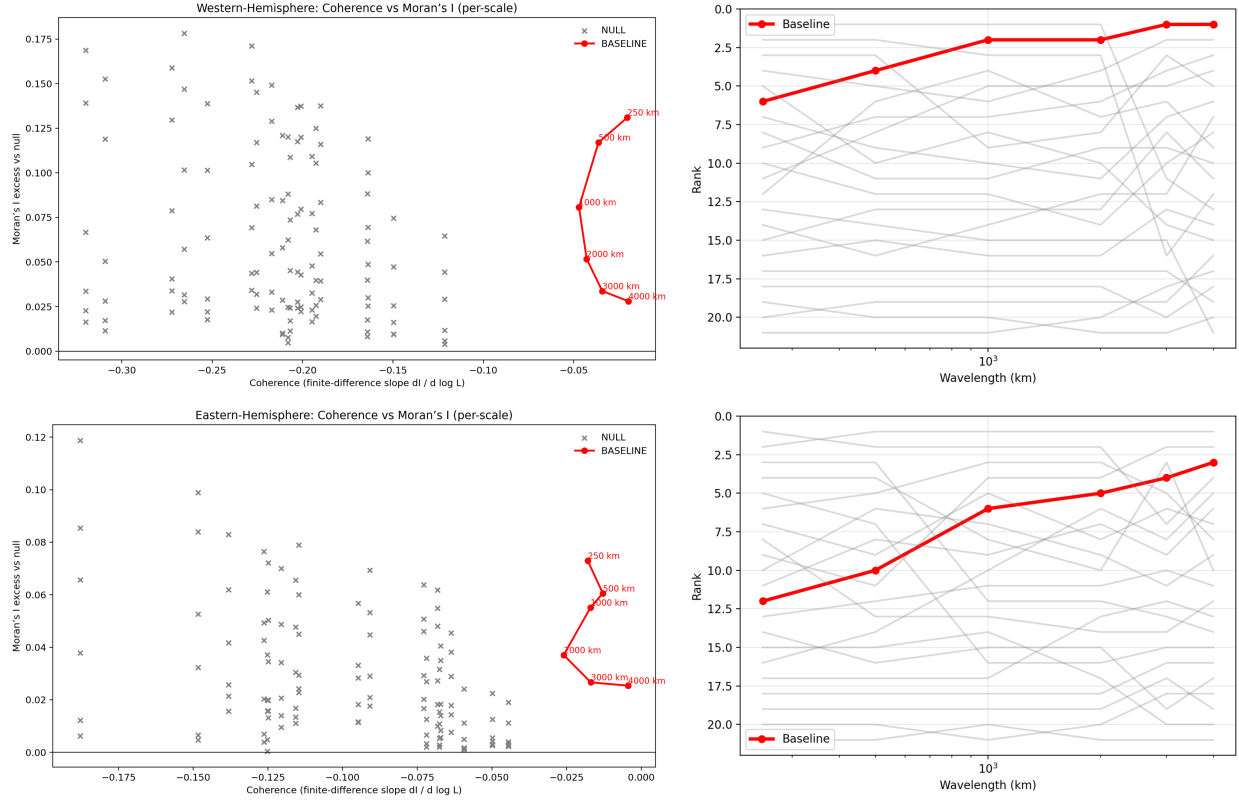 Western-Hemisphere: Coherence vs Moran's I (per-scale)
NULL
BASELINE
250 km
500 km
1000 km
2000 km
3000 km
4000 km
0.175
0.150
0.125
0.100
0.075
0.050
0.025
0.000
Moran's I excess vs null
−0.30 −0.25 −0.20 −0.15 −0.10 −0.05
Coherence (finite-difference slope dI / d log L)
Baseline
0.0
2.5
5.0
7.5
10.0
12.5
15.0
17.5
20.0
Rank
10³
Wavelength (km)
Eastern-Hemisphere: Coherence vs Moran's I (per-scale)
NULL
BASELINE
250 km
500 km
1000 km
2000 km
3000 km
4000 km
0.12
0.10
0.08
0.06
0.04
0.02
0.00
Moran's I excess vs null
−0.175 −0.150 −0.125 −0.100 −0.075 −0.050 −0.025 0.000
Coherence (finite-difference slope dI / d log L)
0.0
2.5
5.0
7.5
10.0
12.5
15.0
17.5
20.0
Rank
Baseline
10³
Wavelength (km)